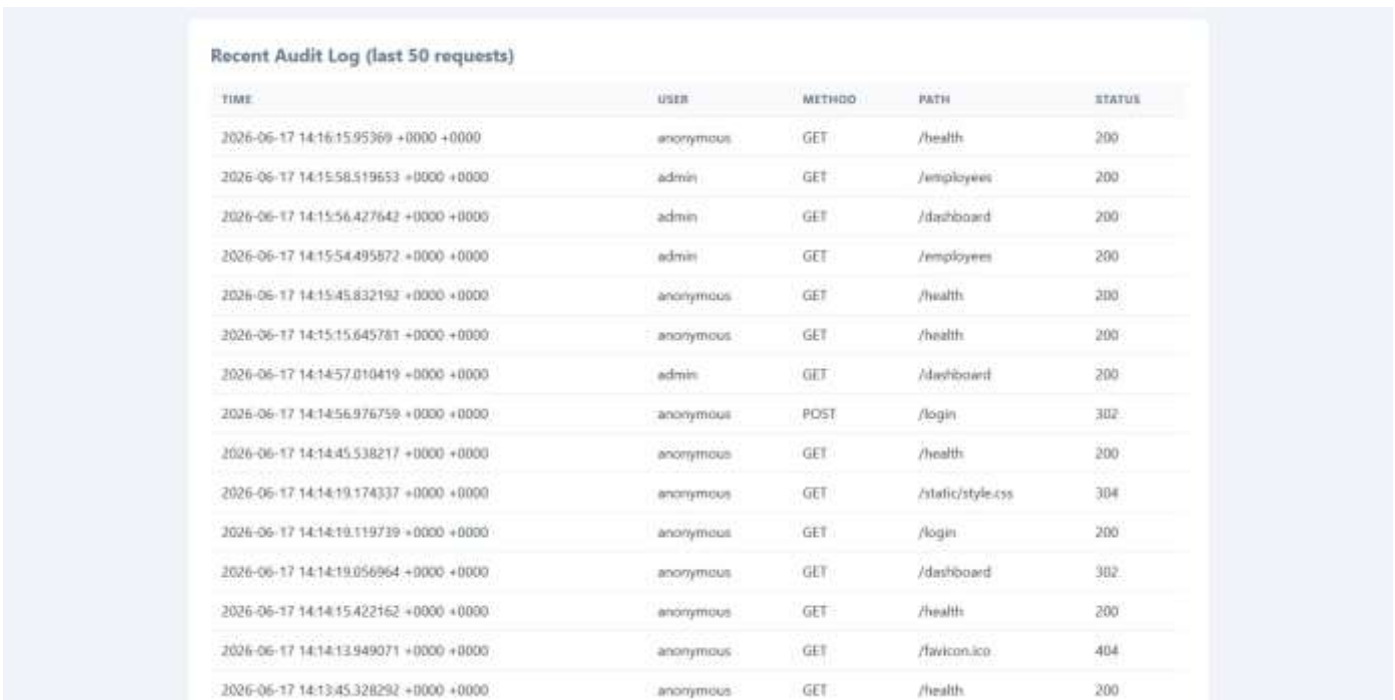 Recent Audit Log (last 50 requests)
TIME USER METHOD PATH STATUS
2026-06-17 14:16:15.95369 +0000 +0000 anonymous GET /health 200
2026-06-17 14:15:58.519653 +0000 +0000 admin GET /employees 200
2026-06-17 14:15:56.427642 +0000 +0000 admin GET /dashboard 200
2026-06-17 14:15:54.495872 +0000 +0000 admin GET /employees 200
2026-06-17 14:15:45.832192 +0000 +0000 anonymous GET /health 200
2026-06-17 14:15:15.645781 +0000 +0000 anonymous GET /health 200
2026-06-17 14:14:57.010419 +0000 +0000 admin GET /dashboard 200
2026-06-17 14:14:56.976759 +0000 +0000 anonymous POST /login 302
2026-06-17 14:14:45.538217 +0000 +0000 anonymous GET /health 200
2026-06-17 14:14:19.174337 +0000 +0000 anonymous GET /static/style.css 304
2026-06-17 14:14:19.119739 +0000 +0000 anonymous GET /login 200
2026-06-17 14:14:19.056964 +0000 +0000 anonymous GET /dashboard 302
2026-06-17 14:14:15.422162 +0000 +0000 anonymous GET /health 200
2026-06-17 14:14:13.949071 +0000 +0000 anonymous GET /favicon.ico 404
2026-06-17 14:13:45.328292 +0000 +0000 anonymous GET /health 200